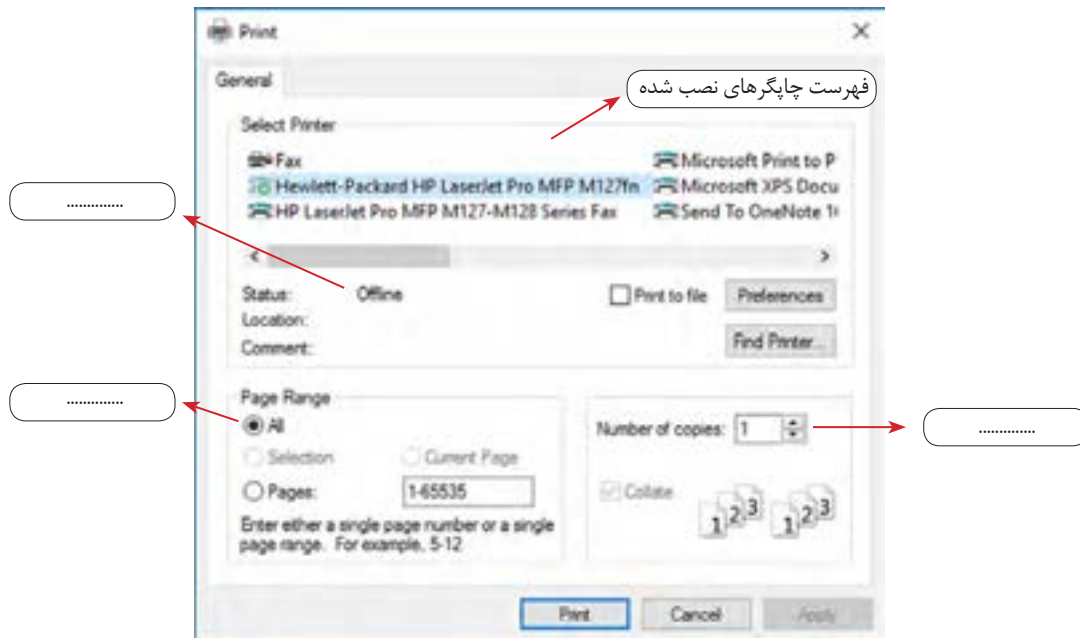 Print
General
فهرست چاپگرهای نصب شده
Select Printer
Fax
Microsoft Print to P
Hewlett-Packard HP LaserJet Pro MFP M127fn
Microsoft XPS Docu
HP LaserJet Pro MFP M127-M128 Series Fax
Send To OneNote 1
.............
Status: Offline
Print to file
Preferences
Location:
Comment:
Find Printer...
Page Range
.............
All
Number of copies: 1
.............
Selection
Current Page
Pages: 1-65535
Collate
1 2 3 1 2 3
Enter either a single page number or a single
page range. For example, 5-12
Print
Cancel
Apply